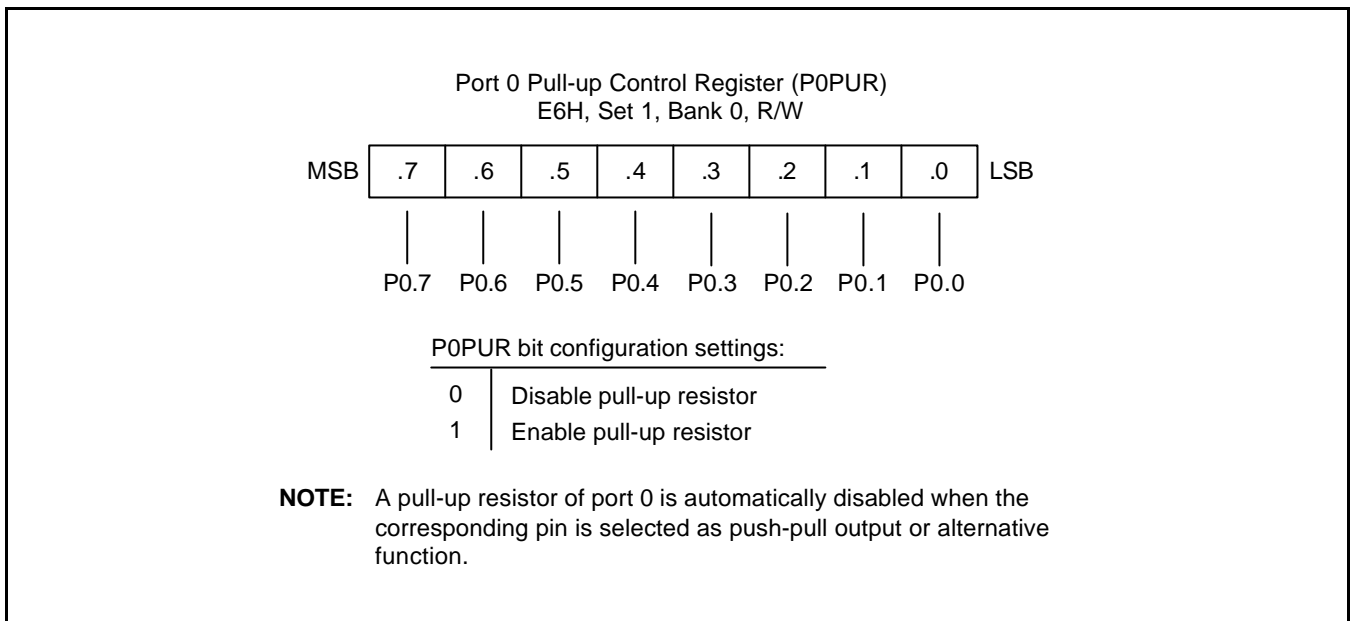 Port 0 Pull-up Control Register (P0PUR)
E6H, Set 1, Bank 0, R/W
MSB .7 .6 .5 .4 .3 .2 .1 .0 LSB
P0.7 P0.6 P0.5 P0.4 P0.3 P0.2 P0.1 P0.0
P0PUR bit configuration settings:
0 Disable pull-up resistor
1 Enable pull-up resistor
NOTE: A pull-up resistor of port 0 is automatically disabled when the
corresponding pin is selected as push-pull output or alternative
function.